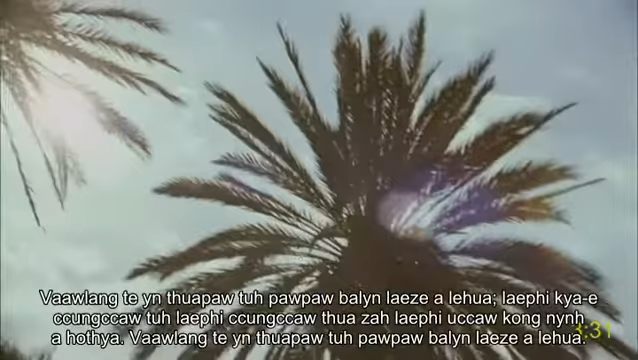 Vaawlang te yn thuapaw tuh pawpaw balyn laeze a lehua; laephi kya-e
ccungccaw tuh laephi ccungccaw thua zah laephi uccaw kong nynh
a hothya. Vaawlang te yn thuapaw tuh pawpaw balyn laeze a lehua.
:31